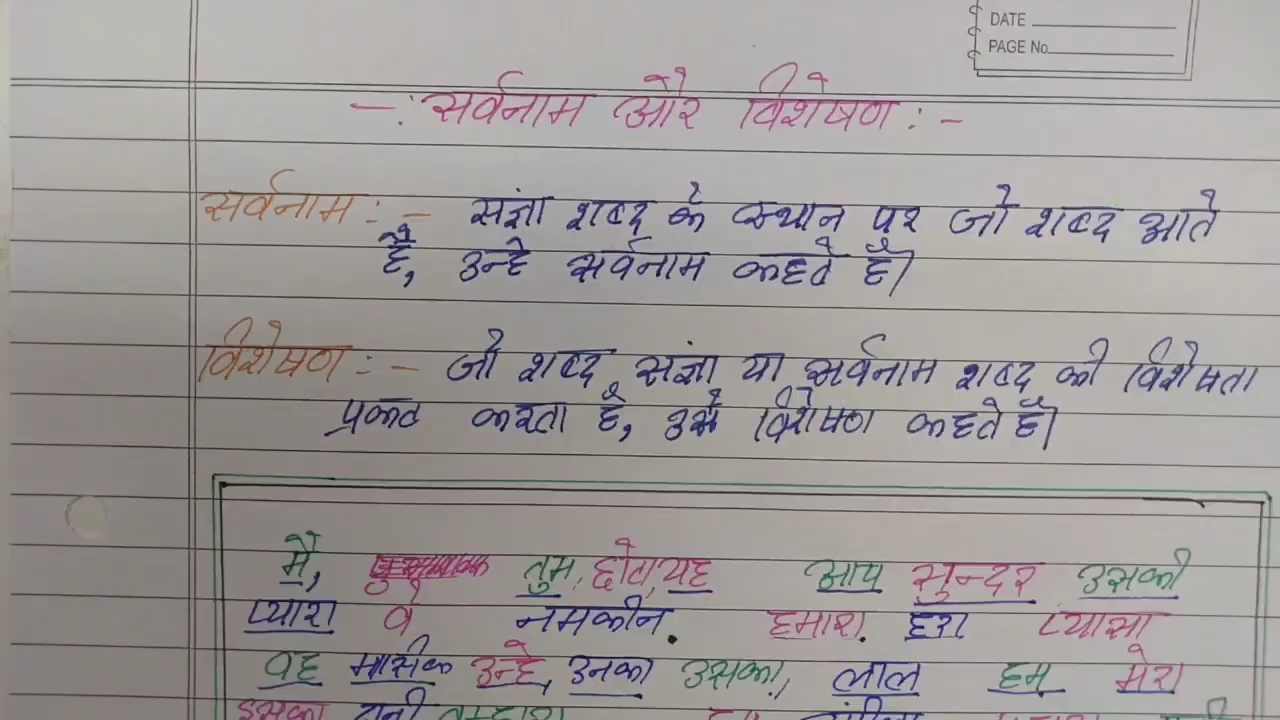 DATE
PAGE No.
-: सर्वनाम और विशेषण :-
सर्वनाम :- संज्ञा शब्द के स्थान पर जो शब्द आते
है, उन्हे सर्वनाम कहते है।
विशेषण :- जो शब्द संज्ञा या सर्वनाम शब्द की विशेषता
प्रकट करता है, उसे विशेषण कहते है।
मै, तुम, छोटा, यह आप सुन्दर उसकी
प्यारा वे नमकीन. हमारा. हरा प्यासा
वह मासिक उन्हे, उनका उसका, लाल हम मेरा
इसका